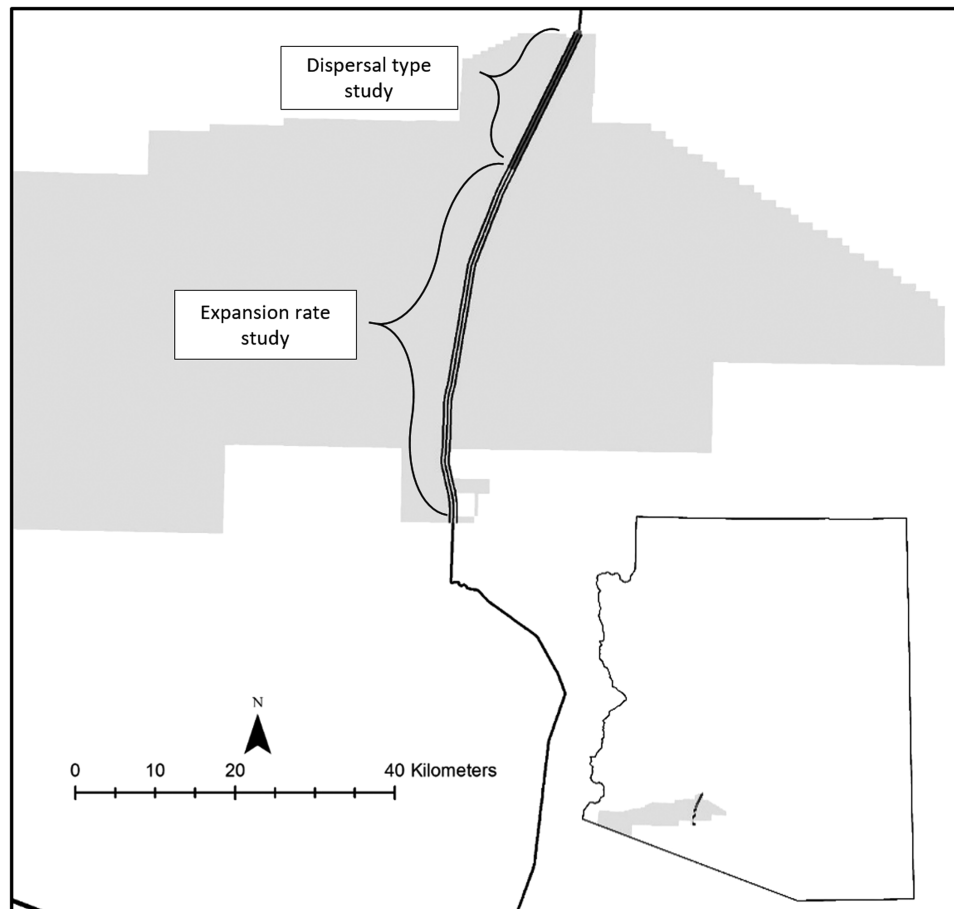 Dispersal type
study
Expansion rate
study
N
0 10 20 40 Kilometers